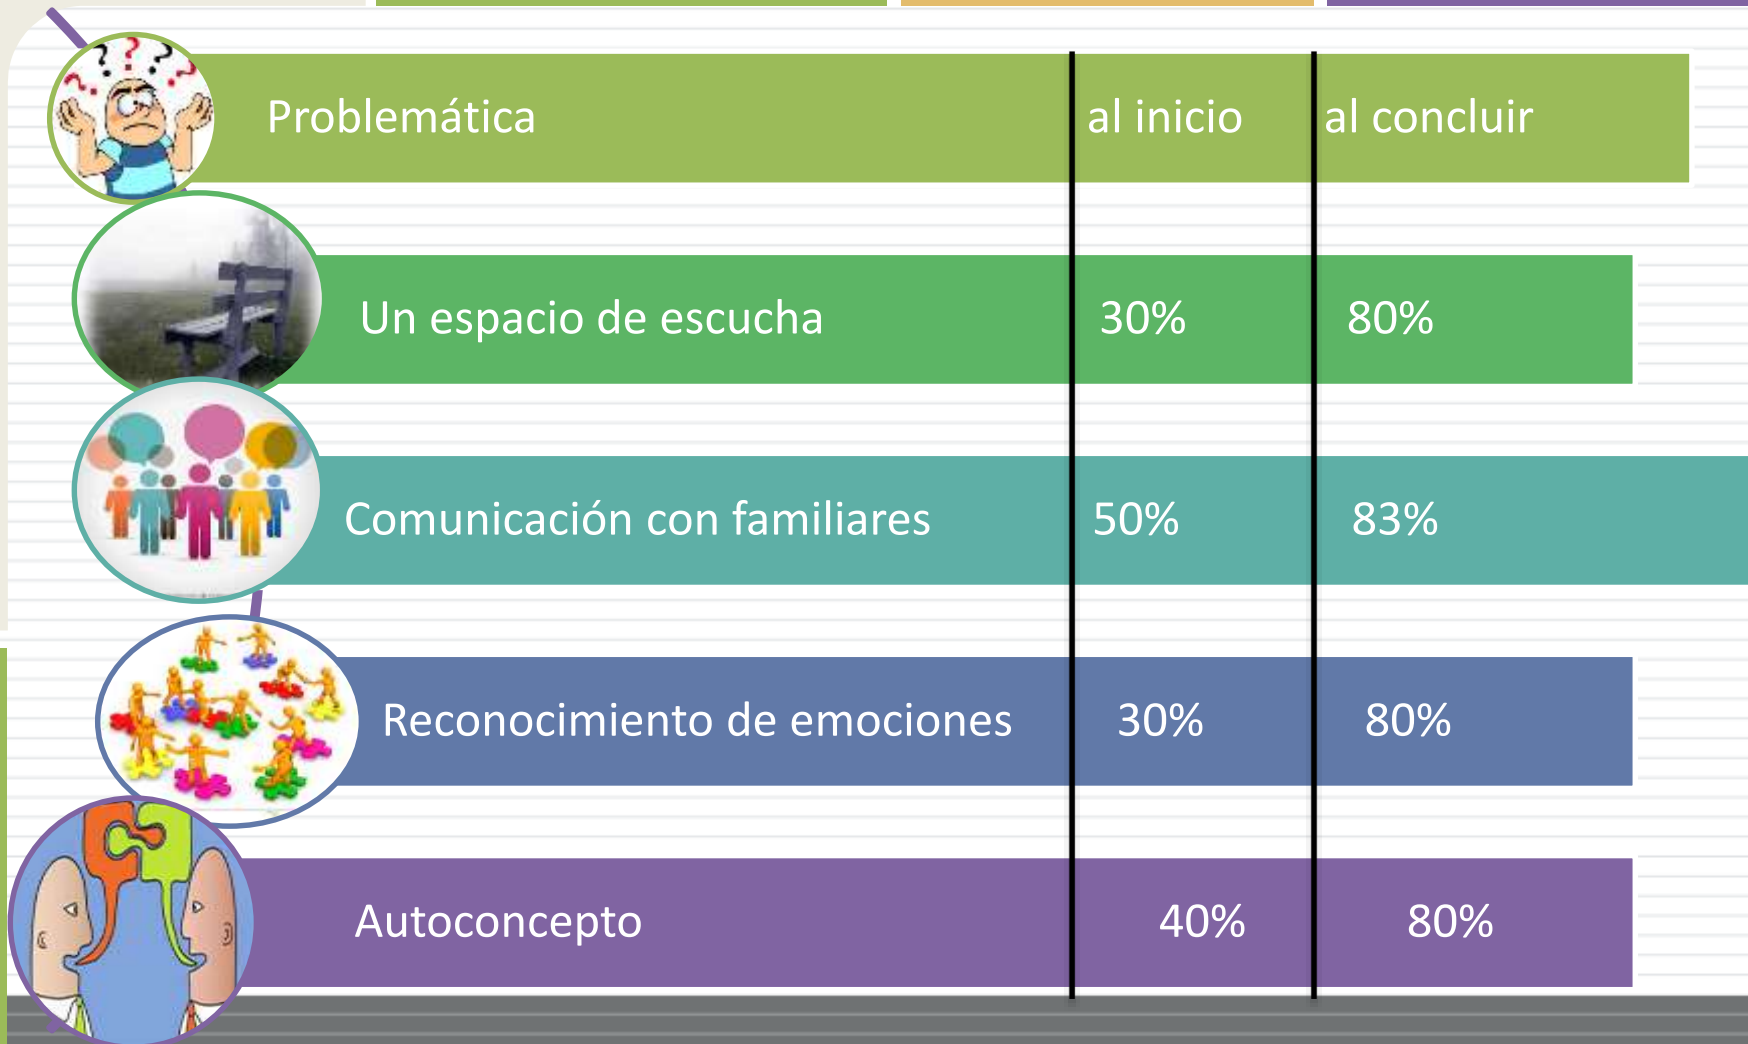 Problemática al inicio al concluir
Un espacio de escucha 30% 80%
Comunicación con familiares 50% 83%
Reconocimiento de emociones 30% 80%
Autoconcepto 40% 80%